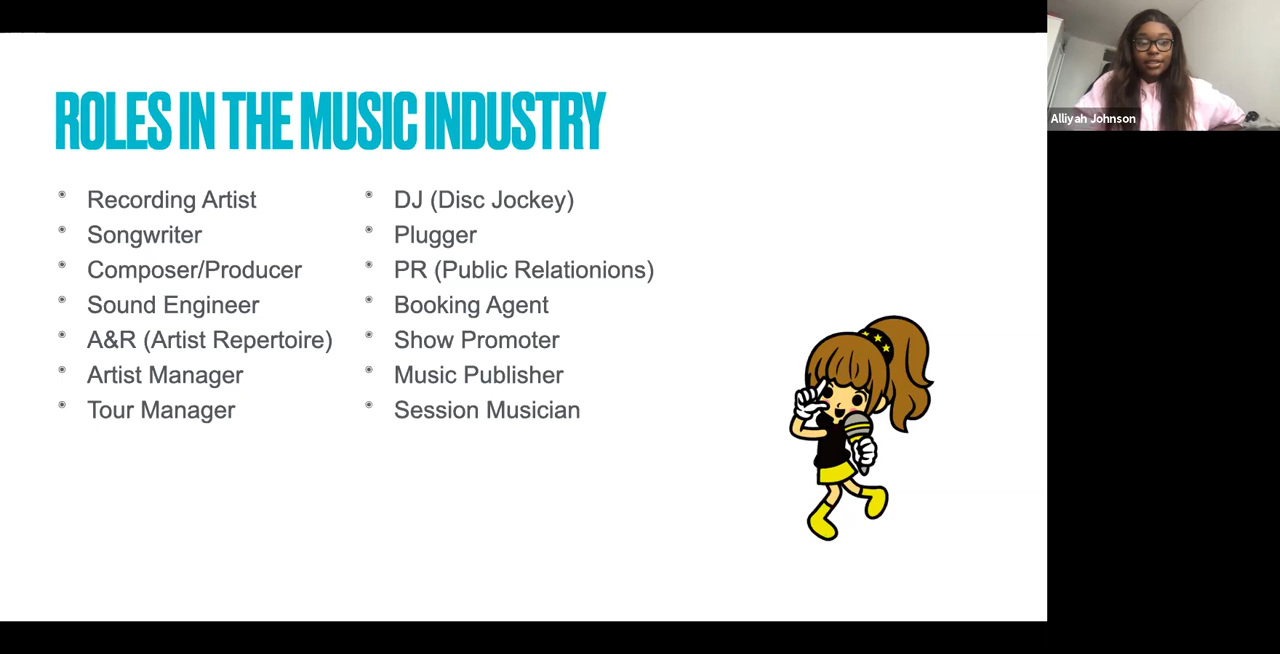 ROLES IN THE MUSIC INDUSTRY
Recording Artist
Songwriter
Composer/Producer
Sound Engineer
A&R (Artist Repertoire)
Artist Manager
Tour Manager
DJ (Disc Jockey)
Plugger
PR (Public Relationions)
Booking Agent
Show Promoter
Music Publisher
Session Musician
Alliyah Johnson